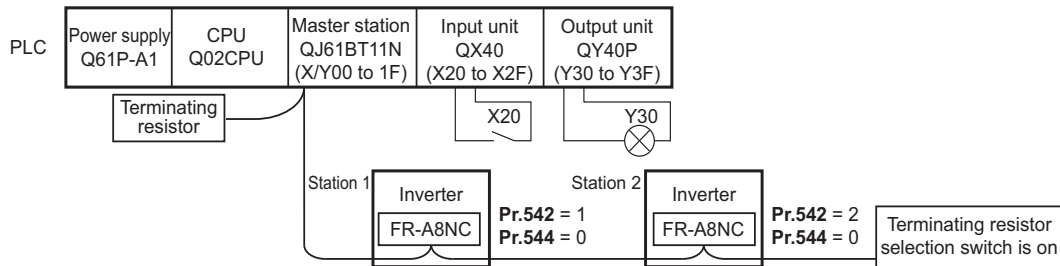 PLC
Power supply
Q61P-A1
CPU
Q02CPU
Master station
QJ61BT11N
(X/Y00 to 1F)
Input unit
QX40
(X20 to X2F)
Output unit
QY40P
(Y30 to Y3F)
Terminating
resistor
X20
Y30
Station 1
Inverter
FR-A8NC
Pr.542 = 1
Pr.544 = 0
Station 2
Inverter
FR-A8NC
Pr.542 = 2
Pr.544 = 0
Terminating resistor
selection switch is on